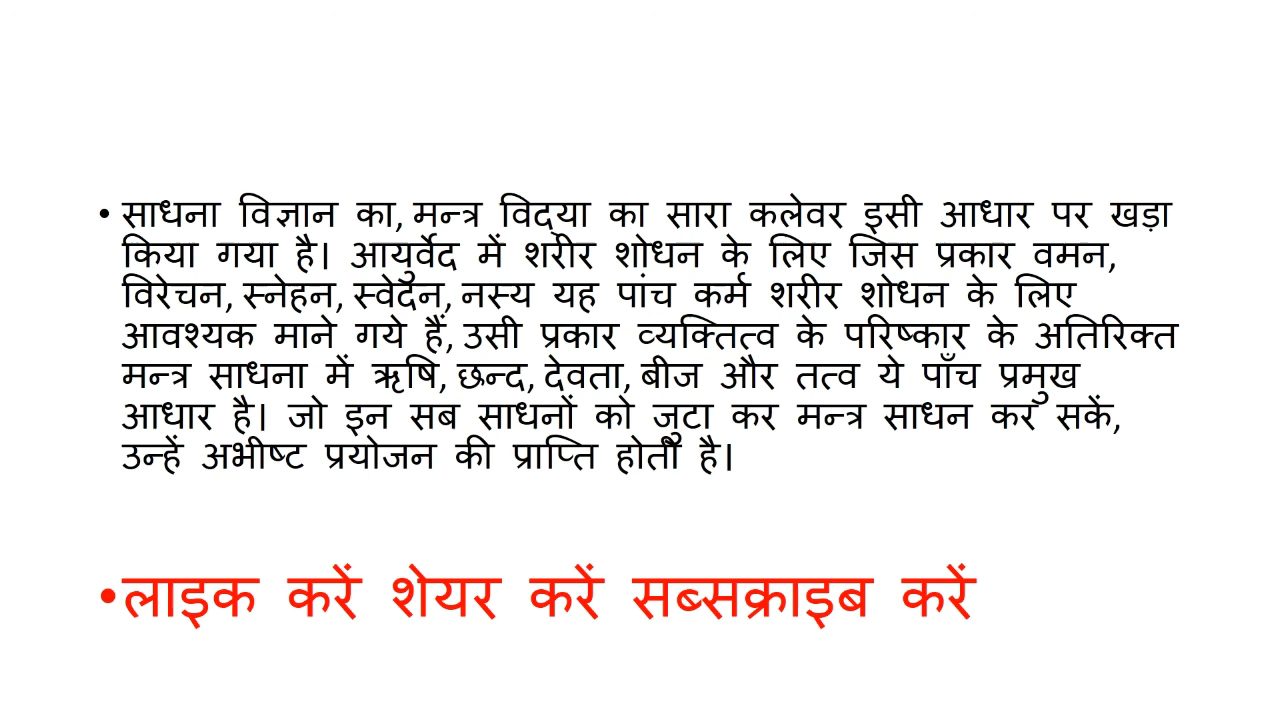 • साधना विज्ञान का, मन्त्र विद्या का सारा कलेवर इसी आधार पर खड़ा
किया गया है। आयुर्वेद में शरीर शोधन के लिए जिस प्रकार वमन,
विरेचन, स्नेहन, स्वेदन, नस्य यह पांच कर्म शरीर शोधन के लिए
आवश्यक माने गये हैं, उसी प्रकार व्यक्तित्व के परिष्कार के अतिरिक्त
मन्त्र साधना में ऋषि, छन्द, देवता, बीज और तत्व ये पाँच प्रमुख
आधार है। जो इन सब साधनों को जुटा कर मन्त्र साधन कर सकें,
उन्हें अभीष्ट प्रयोजन की प्राप्ति होती है।
• लाइक करें शेयर करें सब्सक्राइब करें